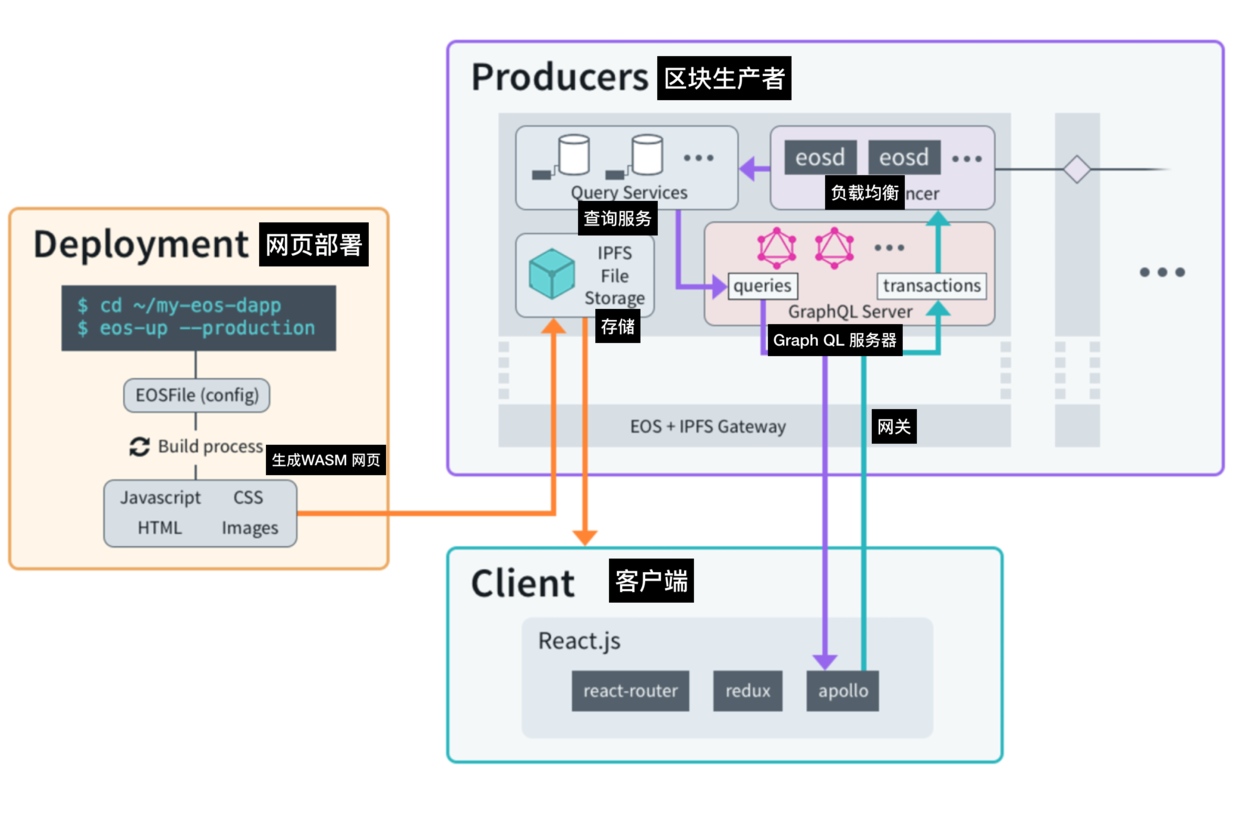 Producers 区块生产者
eosd eosd
Query Services
负载均衡
查询服务
IPFS
File
Storage
存储
queries
transactions
GraphQL Server
Graph QL 服务器
EOS + IPFS Gateway
网关
Deployment 网页部署
$ cd ~/my-eos-dapp
$ eos-up --production
EOSFile (config)
Build process
生成WASM 网页
Javascript CSS
HTML Images
Client 客户端
React.js
react-router redux apollo